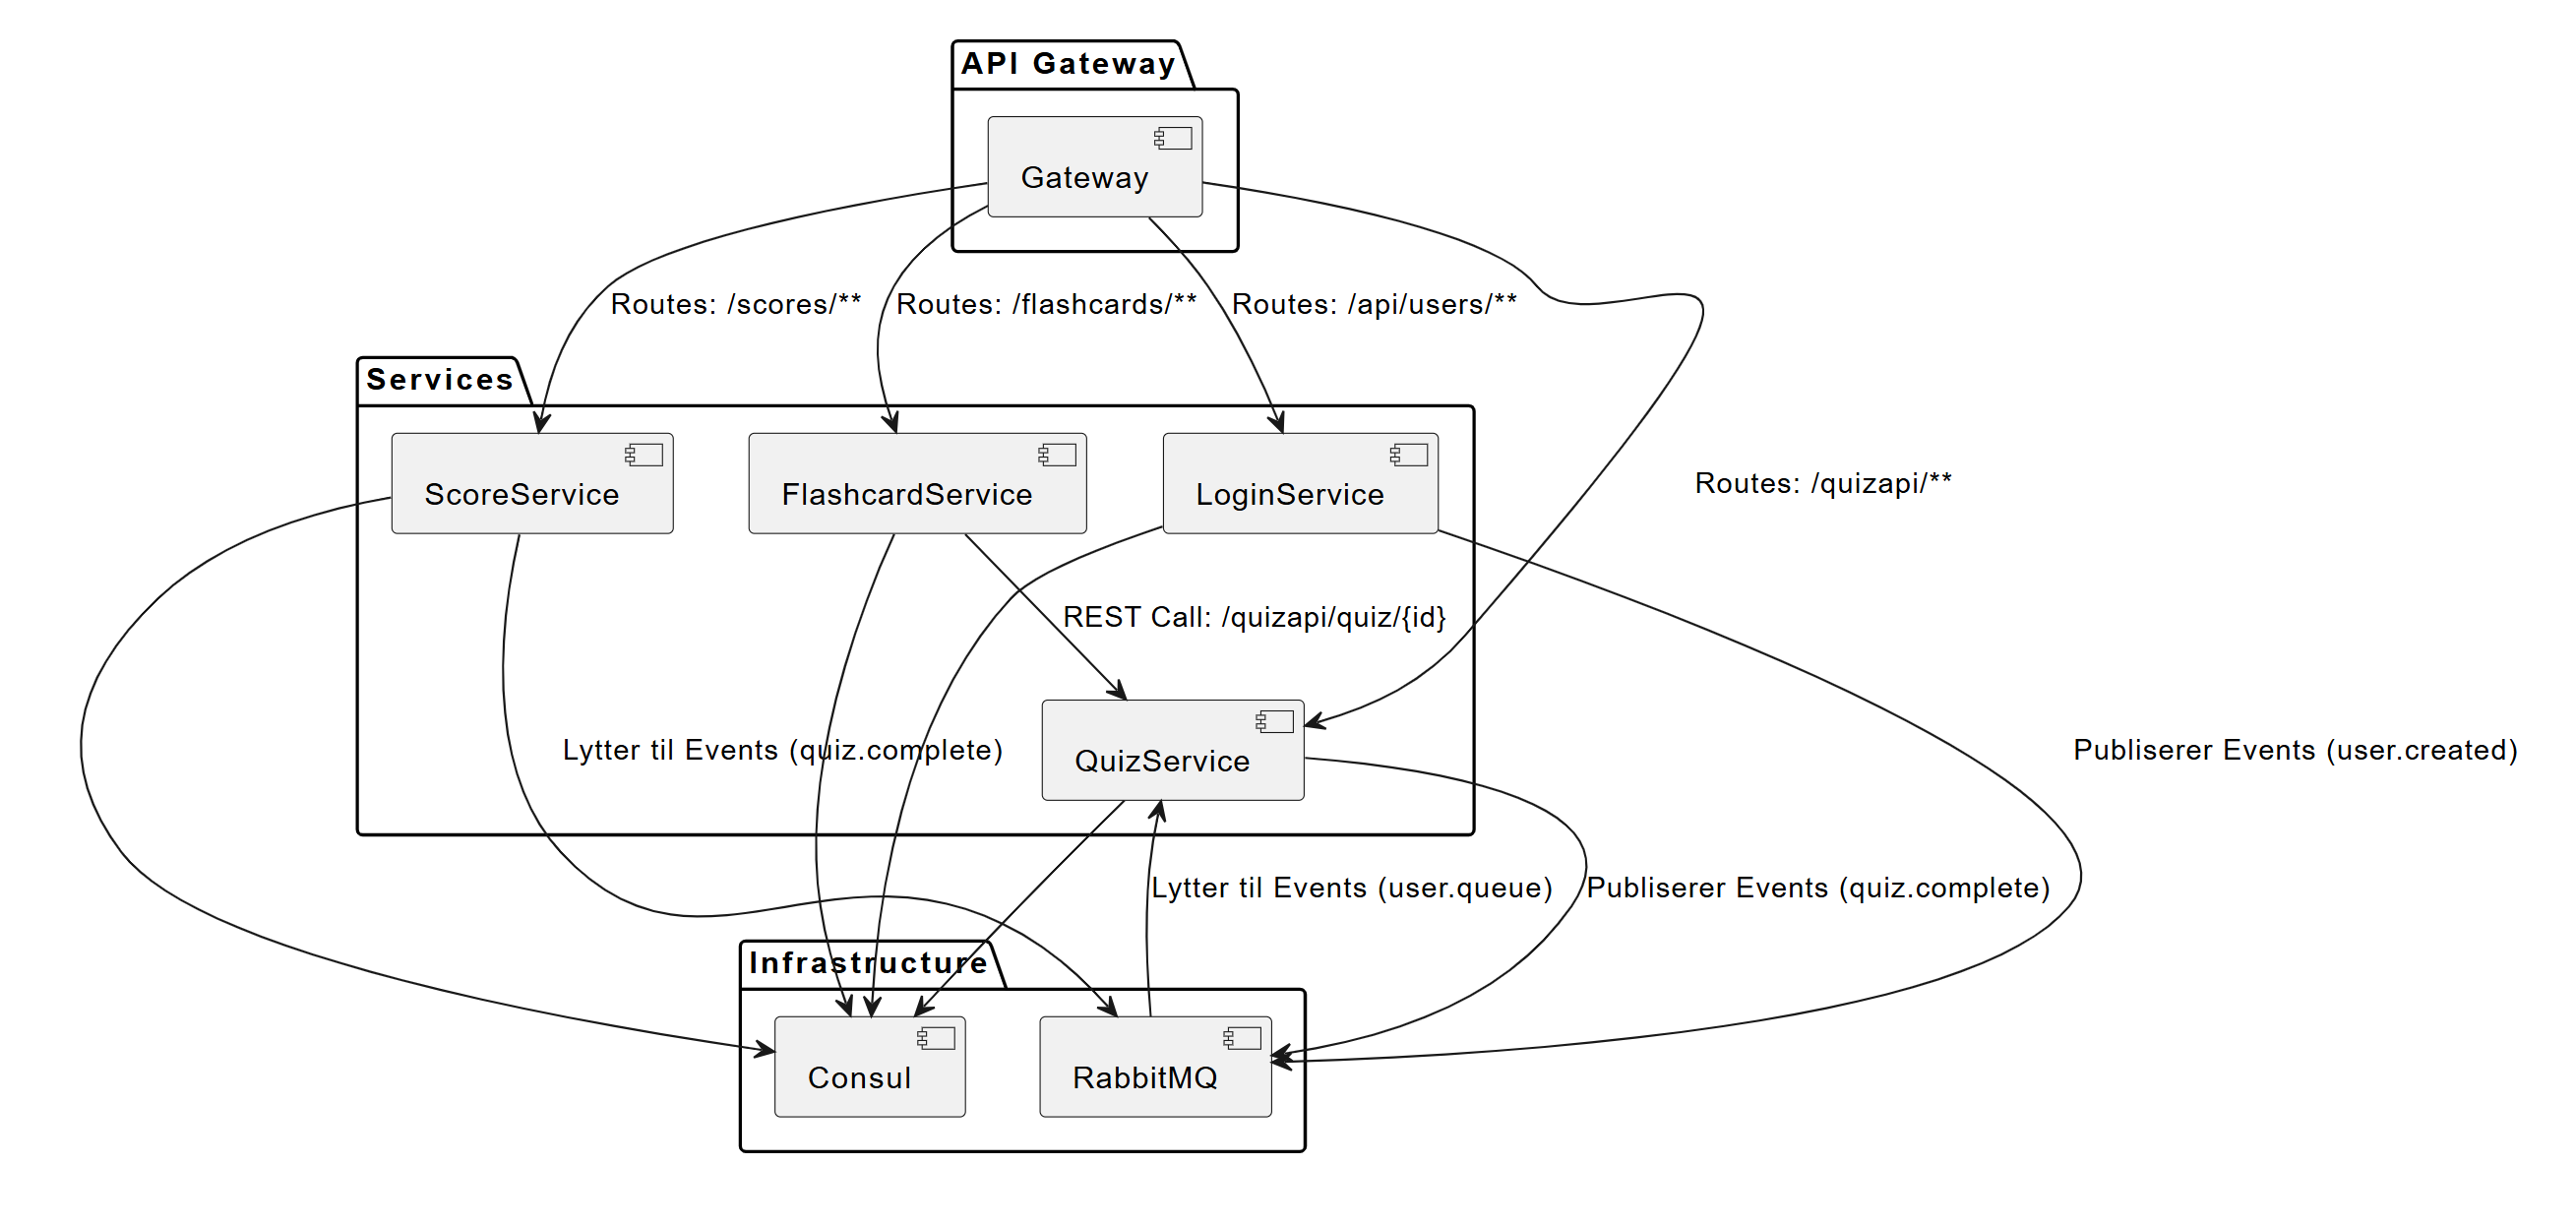 API Gateway
Gateway
Routes: /scores/**
Routes: /flashcards/**
Routes: /api/users/**
Services
Routes: /quizapi/**
ScoreService
FlashcardService
LoginService
REST Call: /quizapi/quiz/{id}
Lytter til Events (quiz.complete)
QuizService
Publiserer Events (user.created)
Lytter til Events (user.queue)
Publiserer Events (quiz.complete)
Infrastructure
Consul
RabbitMQ